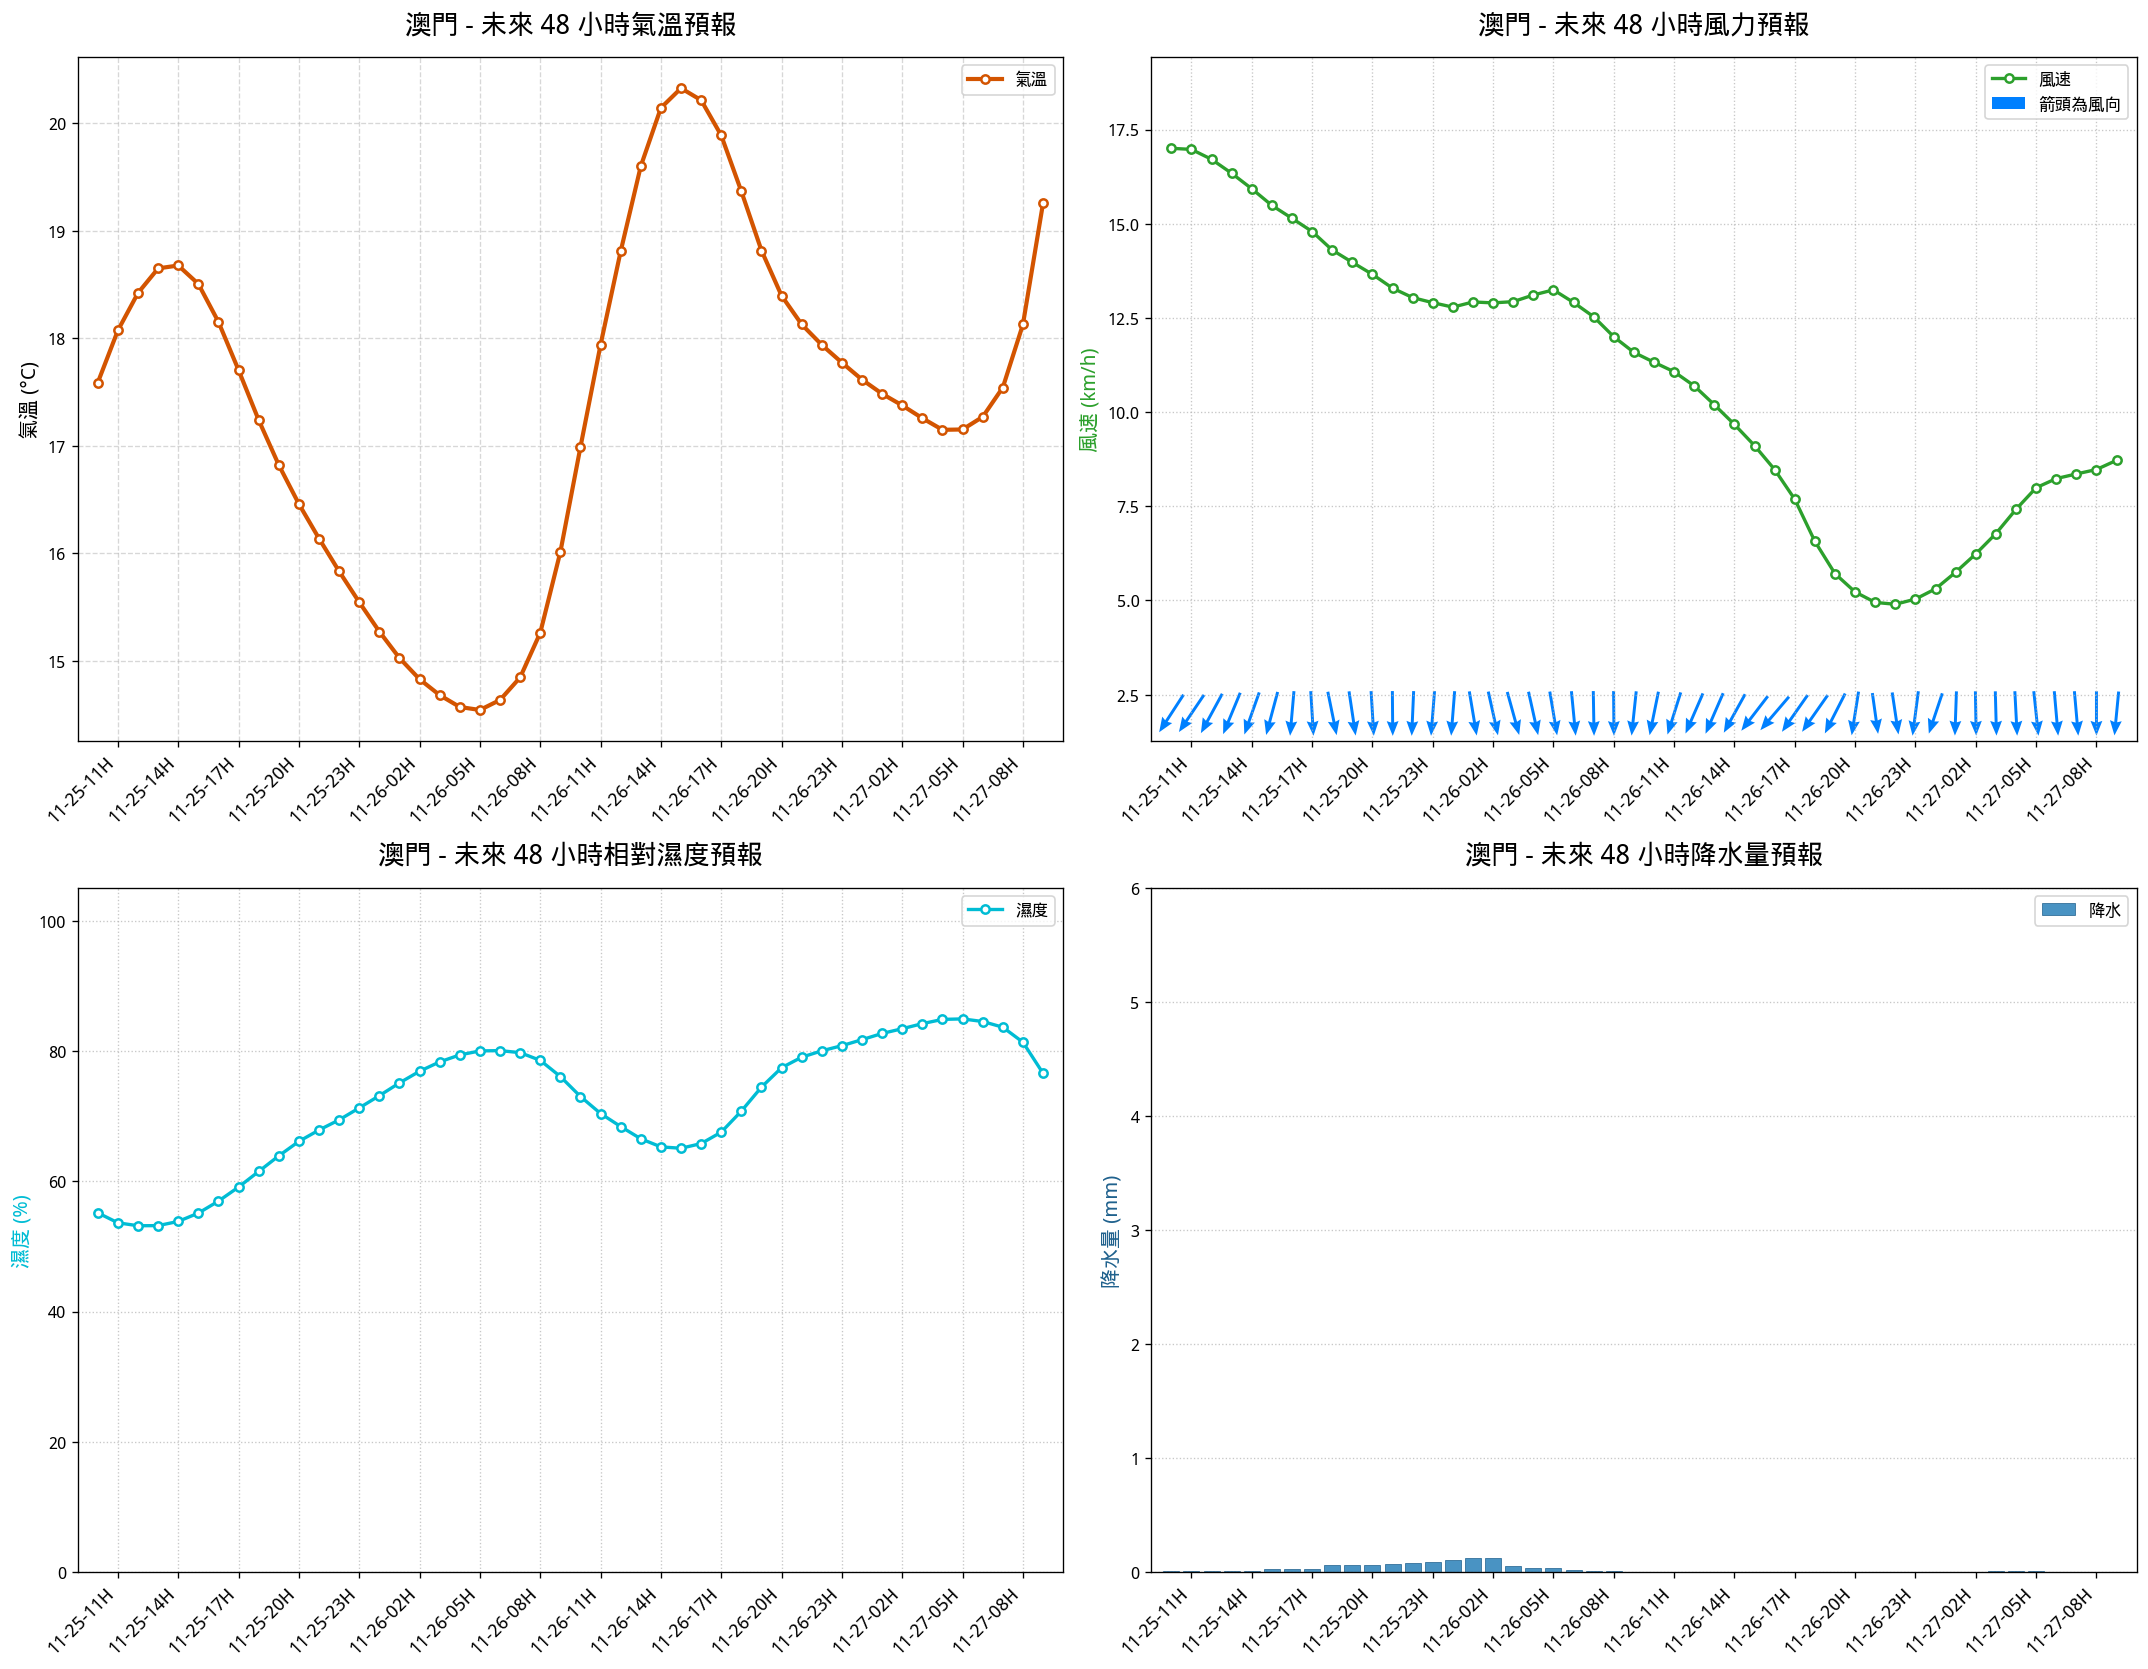 澳門 - 未來 48 小時氣溫預報
氣溫
氣溫 (°C)
20
19
18
17
16
15
11-25-11H
11-25-14H
11-25-17H
11-25-20H
11-25-23H
11-26-02H
11-26-05H
11-26-08H
11-26-11H
11-26-14H
11-26-17H
11-26-20H
11-26-23H
11-27-02H
11-27-05H
11-27-08H
澳門 - 未來 48 小時風力預報
風速
箭頭為風向
風速 (km/h)
17.5
15.0
12.5
10.0
7.5
5.0
2.5
11-25-11H
11-25-14H
11-25-17H
11-25-20H
11-25-23H
11-26-02H
11-26-05H
11-26-08H
11-26-11H
11-26-14H
11-26-17H
11-26-20H
11-26-23H
11-27-02H
11-27-05H
11-27-08H
澳門 - 未來 48 小時相對濕度預報
濕度
濕度 (%)
100
80
60
40
20
0
11-25-11H
11-25-14H
11-25-17H
11-25-20H
11-25-23H
11-26-02H
11-26-05H
11-26-08H
11-26-11H
11-26-14H
11-26-17H
11-26-20H
11-26-23H
11-27-02H
11-27-05H
11-27-08H
澳門 - 未來 48 小時降水量預報
降水
降水量 (mm)
6
5
4
3
2
1
0
11-25-11H
11-25-14H
11-25-17H
11-25-20H
11-25-23H
11-26-02H
11-26-05H
11-26-08H
11-26-11H
11-26-14H
11-26-17H
11-26-20H
11-26-23H
11-27-02H
11-27-05H
11-27-08H